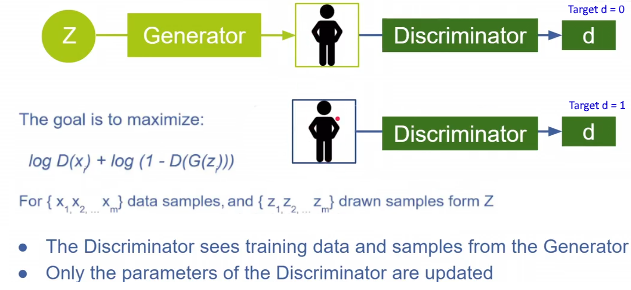 Target d = 0
Z Generator Discriminator d
Target d = 1
Discriminator d
The goal is to maximize:
log D(x_i) + log (1 - D(G(z_i)))
For { x_1, x_2, ... x_m} data samples, and { z_1, z_2, ... z_m} drawn samples form Z
● The Discriminator sees training data and samples from the Generator
● Only the parameters of the Discriminator are updated